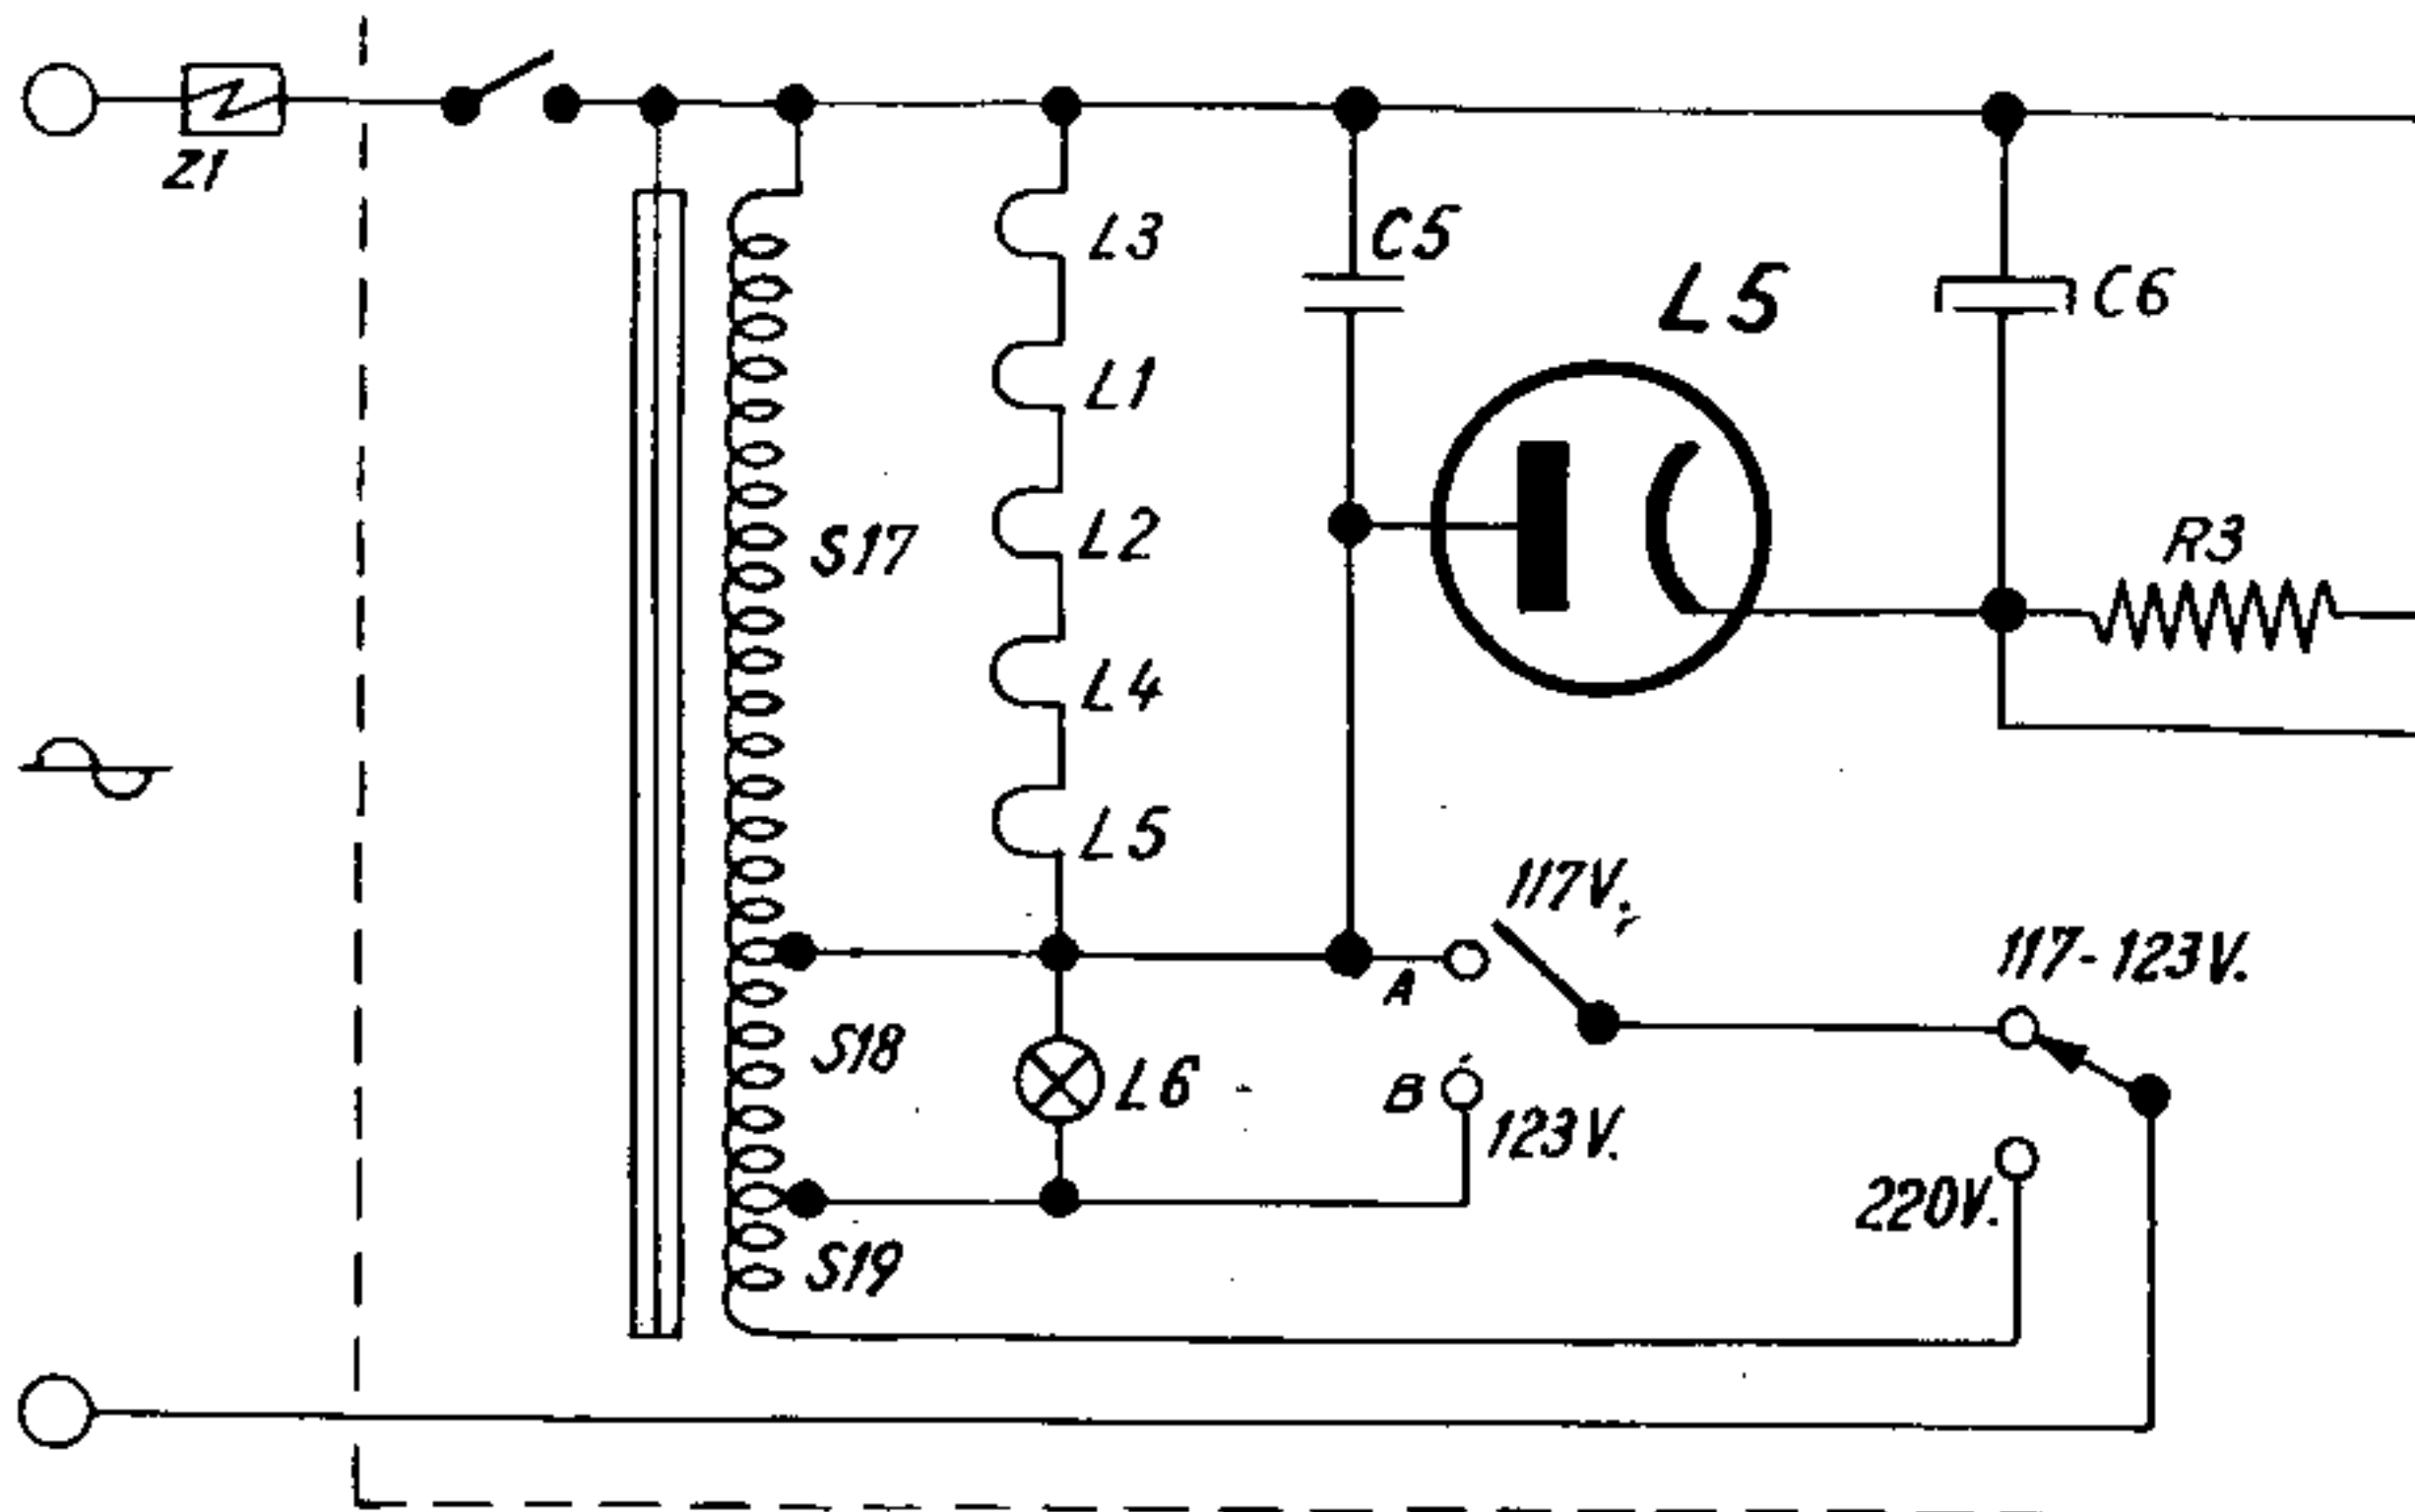 Z1
L3
C5
L5
C6
L1
L2
S17
R3
L4
L5
117V.
117-123V.
A
S18
L6
B
123V.
220V.
S19